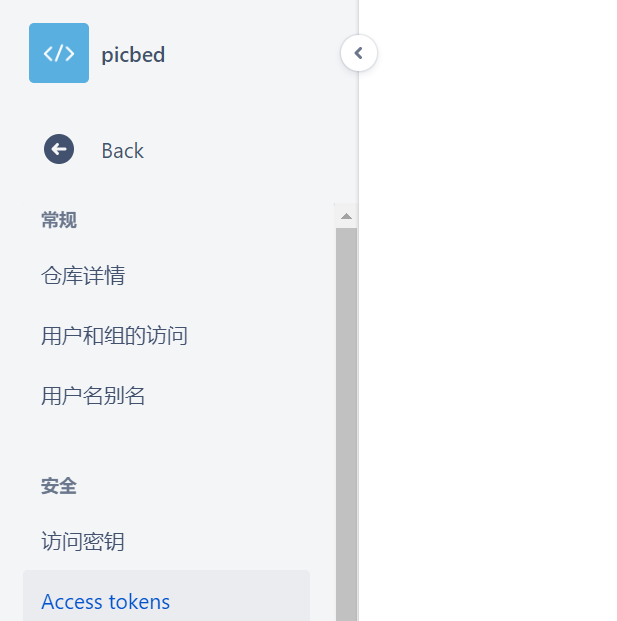 picbed
Back
常规
仓库详情
用户和组的访问
用户名别名
安全
访问密钥
Access tokens